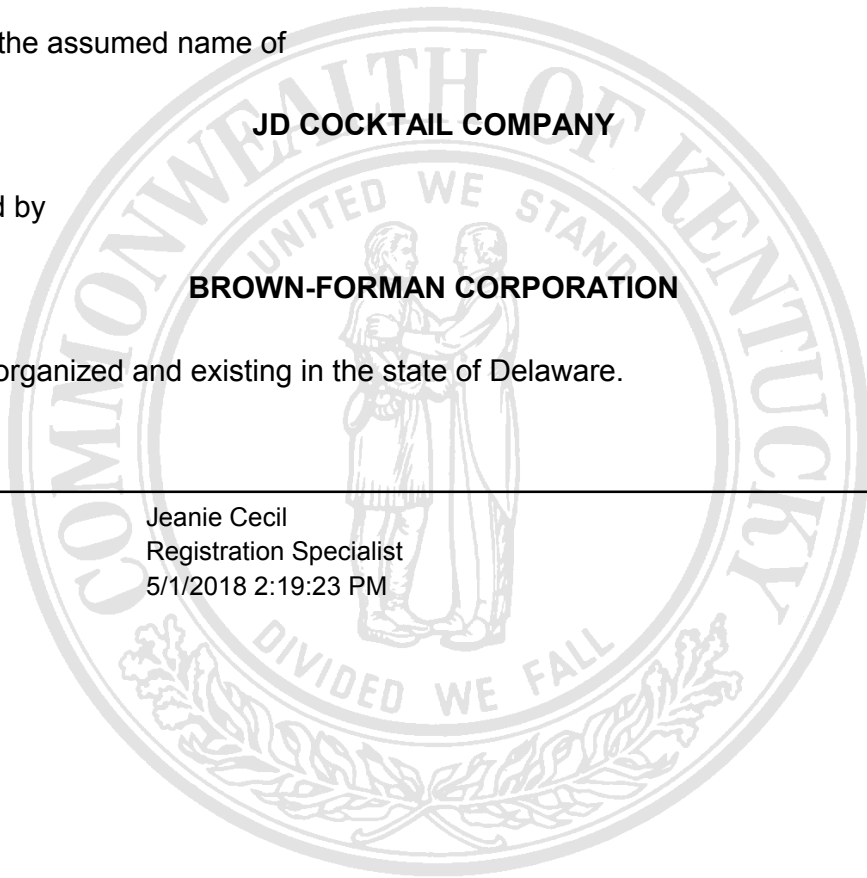 the assumed name of
JD COCKTAIL COMPANY
d by
BROWN-FORMAN CORPORATION
organized and existing in the state of Delaware.
Jeanie Cecil
Registration Specialist
5/1/2018 2:19:23 PM
COMMONWEALTH OF KENTUCKY
UNITED WE STAND
DIVIDED WE FALL